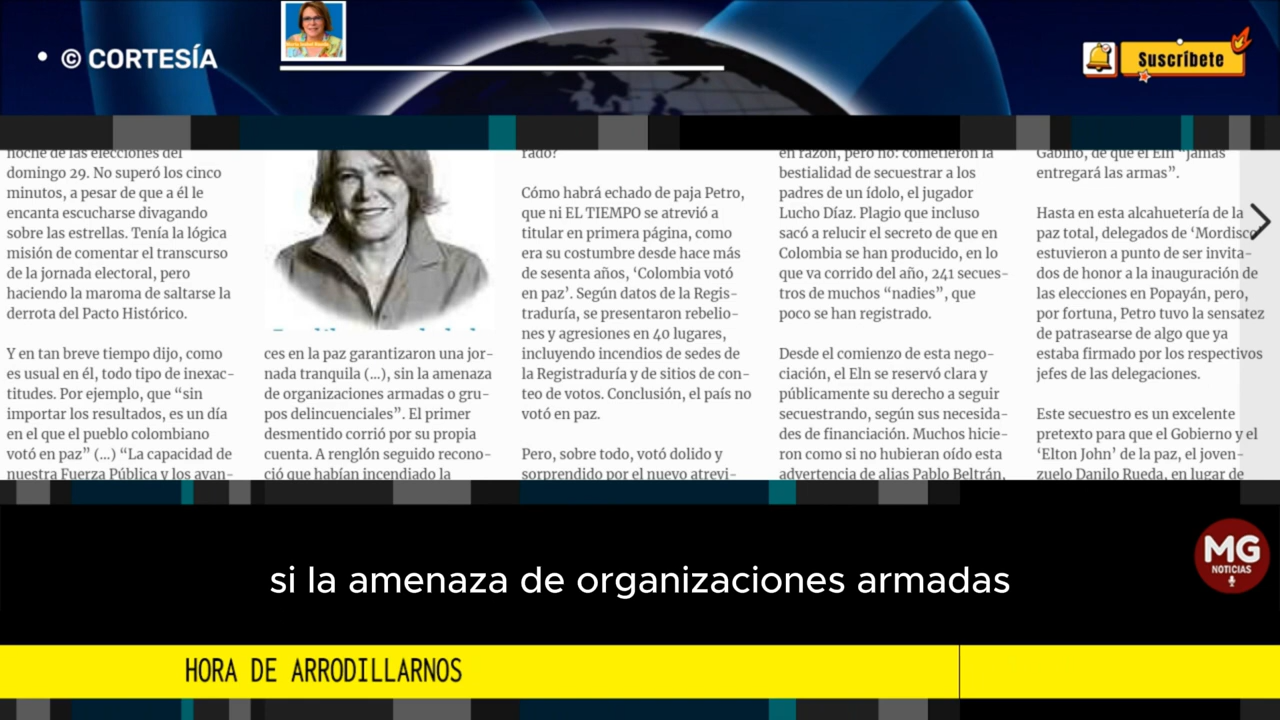 • © CORTESÍA
Suscríbete
noche de las elecciones del
domingo 29. No superó los cinco
minutos, a pesar de que a él le
encanta escucharse divagando
sobre las estrellas. Tenía la lógica
misión de comentar el transcurso
de la jornada electoral, pero
haciendo la maroma de saltarse la
derrota del Pacto Histórico.
Y en tan breve tiempo dijo, como
es usual en él, todo tipo de inexac-
titudes. Por ejemplo, que “sin
importar los resultados, es un día
en el que el pueblo colombiano
votó en paz” (...) “La capacidad de
nuestra Fuerza Pública y los avan-
ces en la paz garantizaron una jor-
nada tranquila (...), sin la amenaza
de organizaciones armadas o gru-
pos delincuenciales”. El primer
desmentido corrió por su propia
cuenta. A renglón seguido recono-
ció que habían incendiado la
rado?
Cómo habrá echado de paja Petro,
que ni EL TIEMPO se atrevió a
titular en primera página, como
era su costumbre desde hace más
de sesenta años, ‘Colombia votó
en paz’. Según datos de la Regis-
traduría, se presentaron rebelio-
nes y agresiones en 40 lugares,
incluyendo incendios de sedes de
la Registraduría y de sitios de con-
teo de votos. Conclusión, el país no
votó en paz.
Pero, sobre todo, votó dolido y
sorprendido por el nuevo atrevi-
en razón, pero no: cometieron la
bestialidad de secuestrar a los
padres de un ídolo, el jugador
Lucho Díaz. Plagio que incluso
sacó a relucir el secreto de que en
Colombia se han producido, en lo
que va corrido del año, 241 secues-
tros de muchos “nadies”, que
poco se han registrado.
Desde el comienzo de esta nego-
ciación, el Eln se reservó clara y
públicamente su derecho a seguir
secuestrando, según sus necesida-
des de financiación. Muchos hicie-
ron como si no hubieran oído esta
advertencia de alias Pablo Beltrán,
Gabino, de que el Eln “jamás
entregará las armas”.
Hasta en esta alcahuetería de la
paz total, delegados de ‘Mordisco’
estuvieron a punto de ser invita-
dos de honor a la inauguración de
las elecciones en Popayán, pero,
por fortuna, Petro tuvo la sensatez
de patrasearse de algo que ya
estaba firmado por los respectivos
jefes de las delegaciones.
Este secuestro es un excelente
pretexto para que el Gobierno y el
‘Elton John’ de la paz, el joven-
zuelo Danilo Rueda, en lugar de
si la amenaza de organizaciones armadas
MG
NOTICIAS
HORA DE ARRODILLARNOS